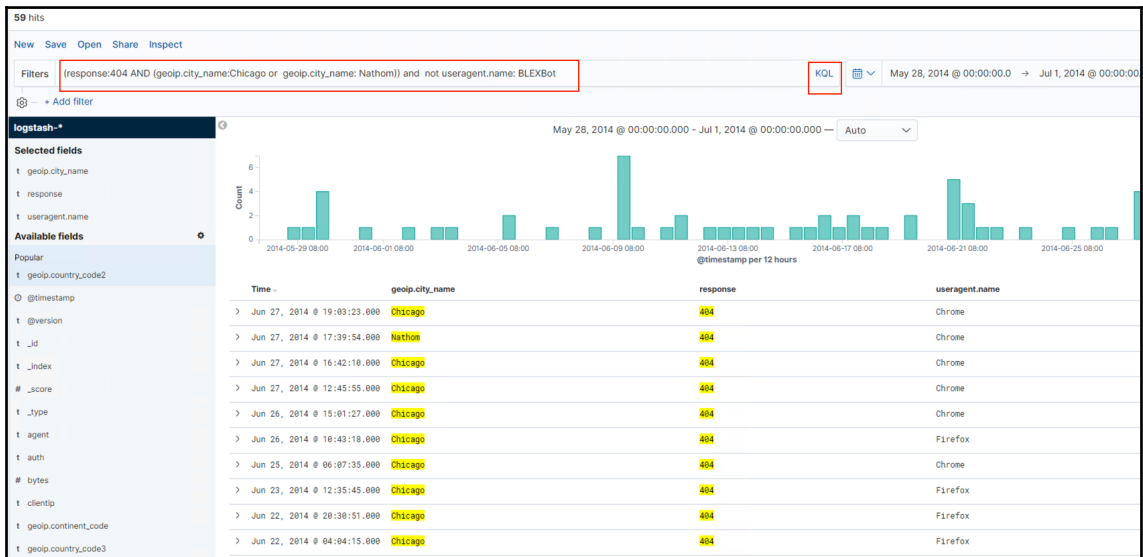 59 hits
New Save Open Share Inspect
Filters (response:404 AND (geoip.city_name:Chicago or geoip.city_name: Nathom)) and not useragent.name: BLEXBot KQL May 28, 2014 @ 00:00:00.0 → Jul 1, 2014 @ 00:00:00.
+ Add filter
logstash-*
Selected fields
t geoip.city_name
t response
t useragent.name
Available fields
Popular
t geoip.country_code2
@timestamp
t @version
t _id
t _index
# _score
t _type
t agent
t auth
# bytes
t clientip
t geoip.continent_code
t geoip.country_code3
May 28, 2014 @ 00:00:00.000 - Jul 1, 2014 @ 00:00:00.000 — Auto
Count
6
4
2
0
2014-05-29 08:00 2014-06-01 08:00 2014-06-05 08:00 2014-06-09 08:00 2014-06-13 08:00 2014-06-17 08:00 2014-06-21 08:00 2014-06-25 08:00
@timestamp per 12 hours
Time geoip.city_name response useragent.name
> Jun 27, 2014 @ 19:03:23.000 Chicago 404 Chrome
> Jun 27, 2014 @ 17:39:54.000 Nathom 404 Chrome
> Jun 27, 2014 @ 16:42:10.000 Chicago 404 Chrome
> Jun 27, 2014 @ 12:45:55.000 Chicago 404 Chrome
> Jun 26, 2014 @ 15:01:27.000 Chicago 404 Chrome
> Jun 26, 2014 @ 10:43:18.000 Chicago 404 Firefox
> Jun 25, 2014 @ 06:07:35.000 Chicago 404 Chrome
> Jun 23, 2014 @ 12:35:45.000 Chicago 404 Firefox
> Jun 22, 2014 @ 20:30:51.000 Chicago 404 Firefox
> Jun 22, 2014 @ 04:04:15.000 Chicago 404 Firefox